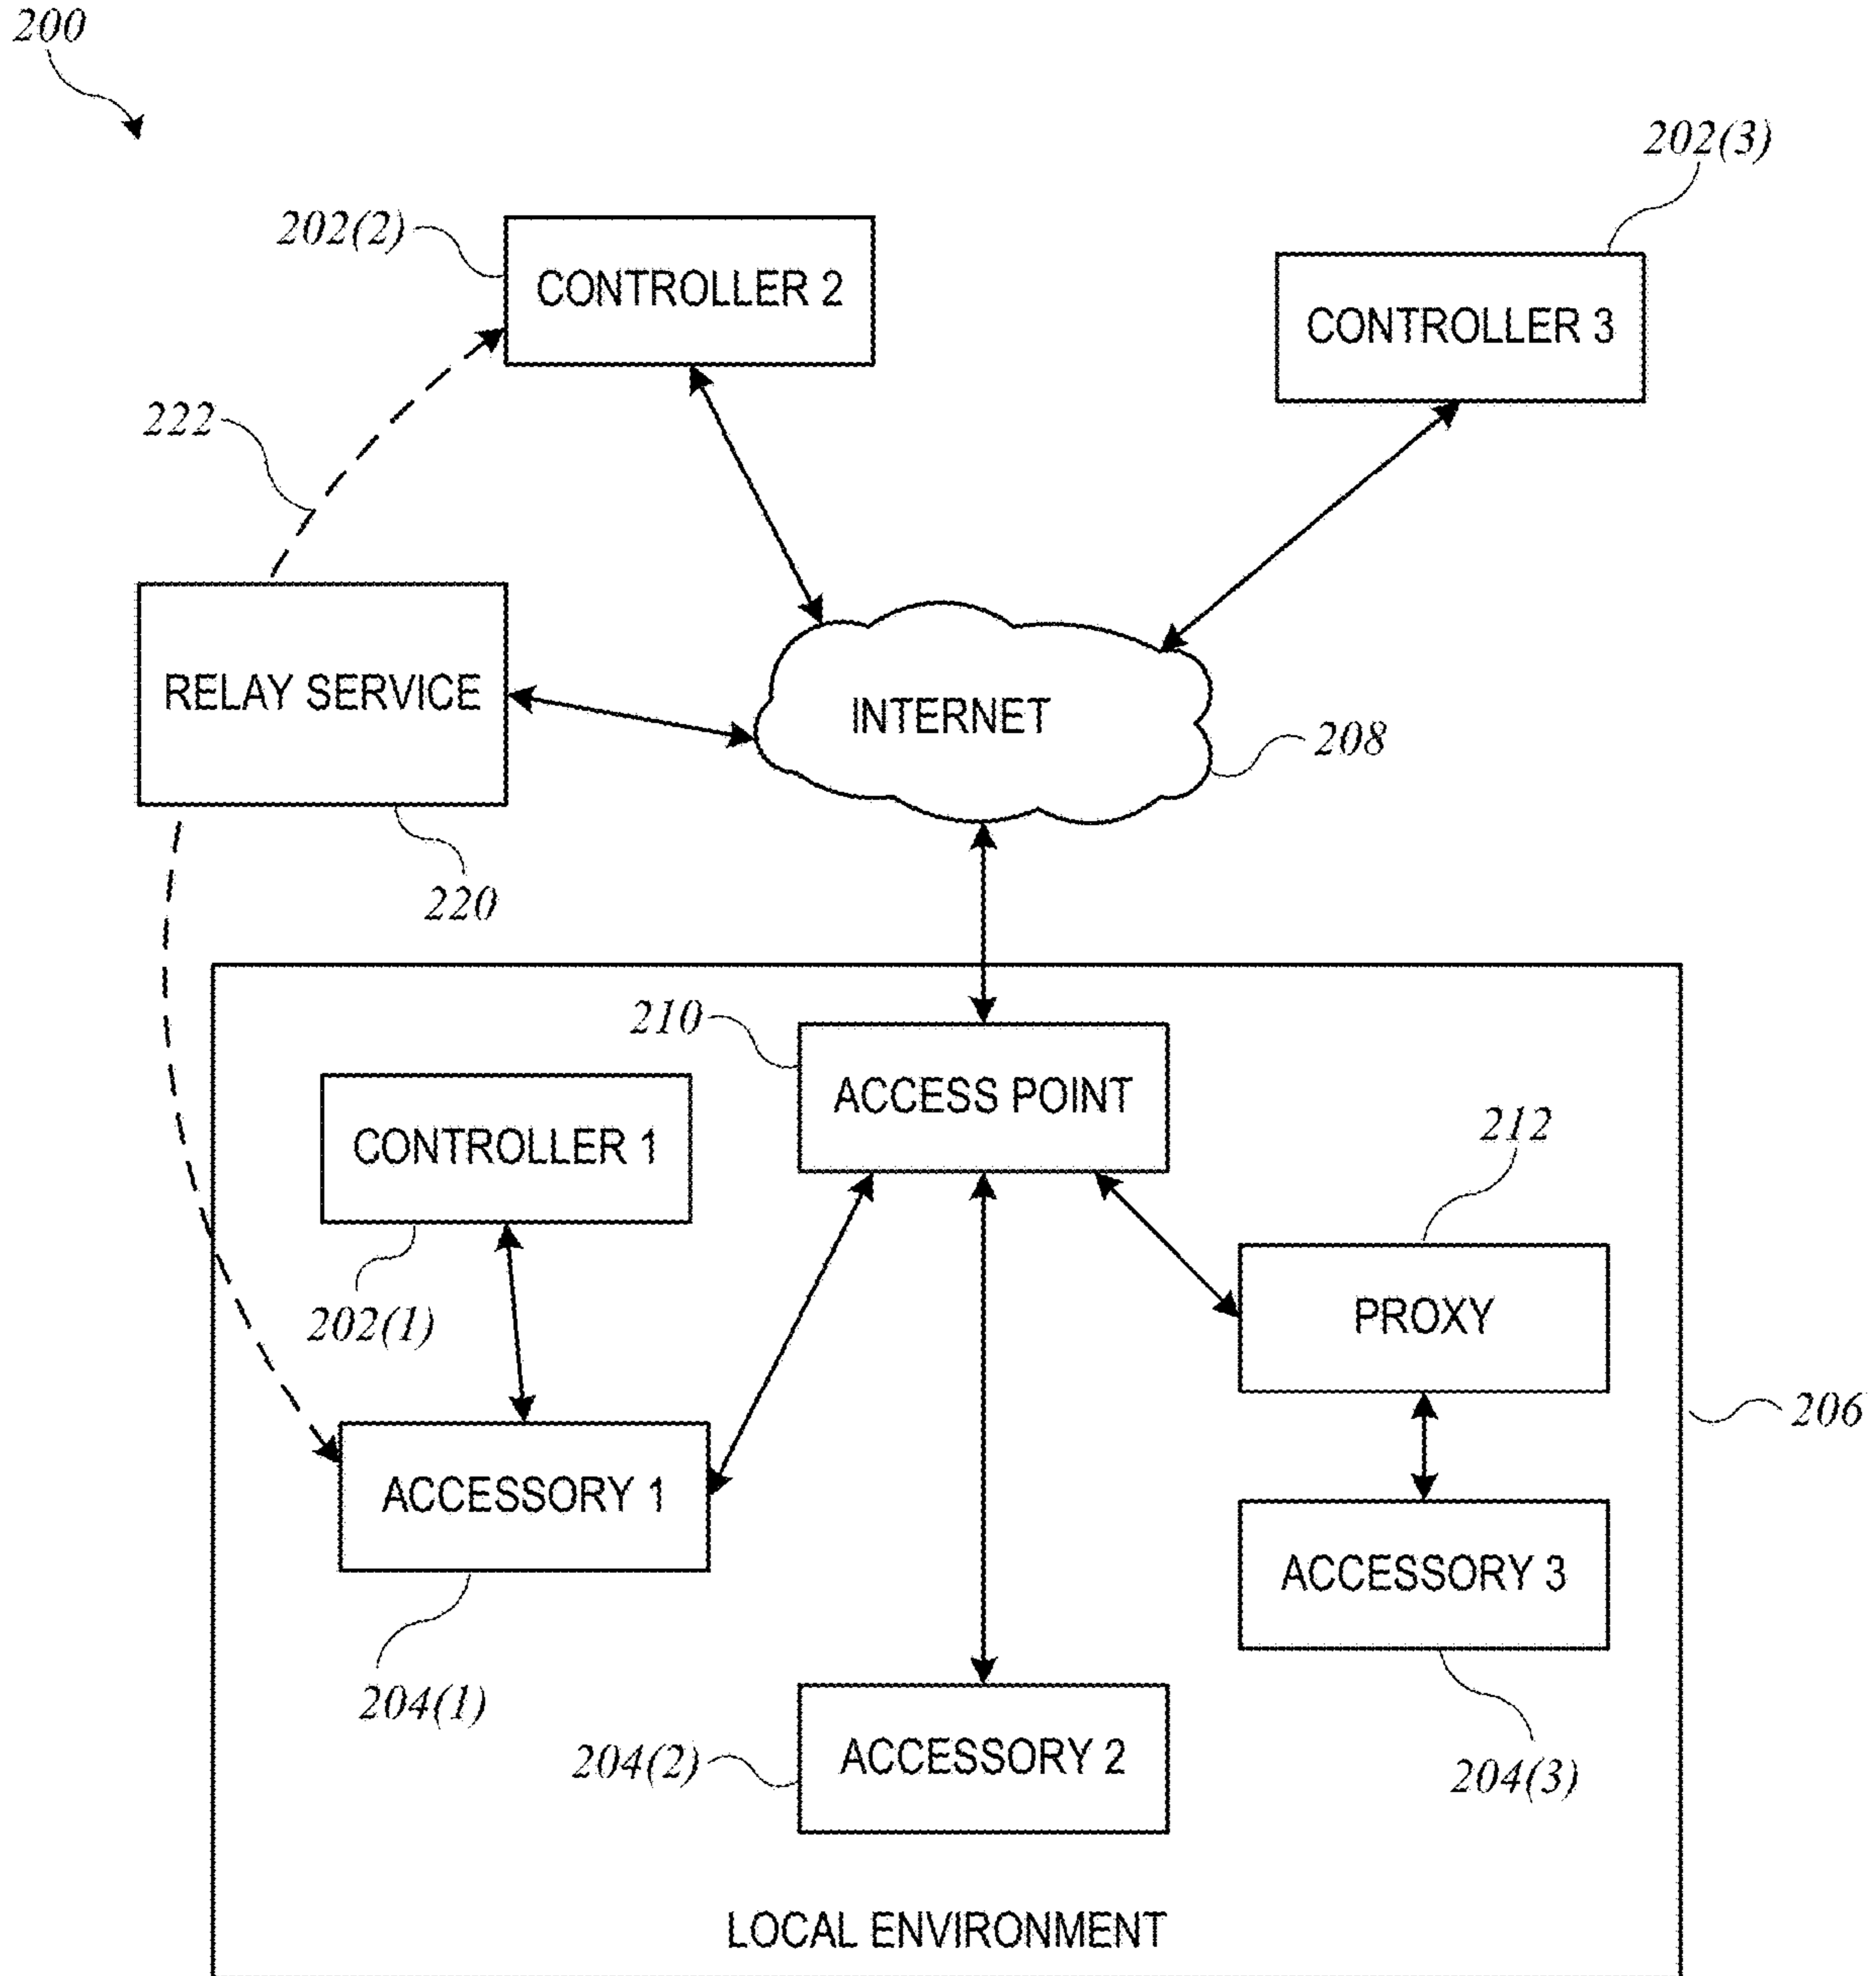 200
202(3)
202(2)
CONTROLLER 2
CONTROLLER 3
222
RELAY SERVICE
INTERNET
208
220
210
ACCESS POINT
CONTROLLER 1
212
202(1)
PROXY
206
ACCESSORY 1
ACCESSORY 3
204(1)
204(2)
ACCESSORY 2
204(3)
LOCAL ENVIRONMENT